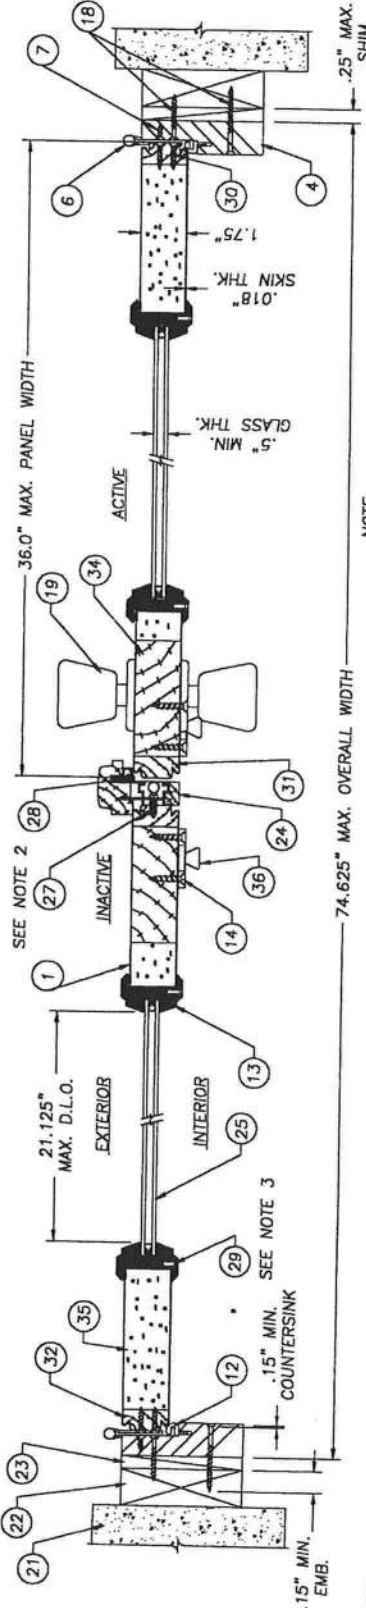 SEE NOTE 2
36.0" MAX. PANEL WIDTH
21.125"
MAX. D.L.O.
EXTERIOR
INTERIOR
INACTIVE
ACTIVE
21
22
23
32
35
12
29
25
13
1
14
36
27
28
24
31
19
34
6
7
18
30
4
.5" MIN.
GLASS THK.
.018"
SKIN THK.
1.75"
.25" MAX.
SHIM
SEE NOTE 3
.15" MIN.
COUNTERSINK
.15" MIN.
EMB.
74.625" MAX. OVERALL WIDTH